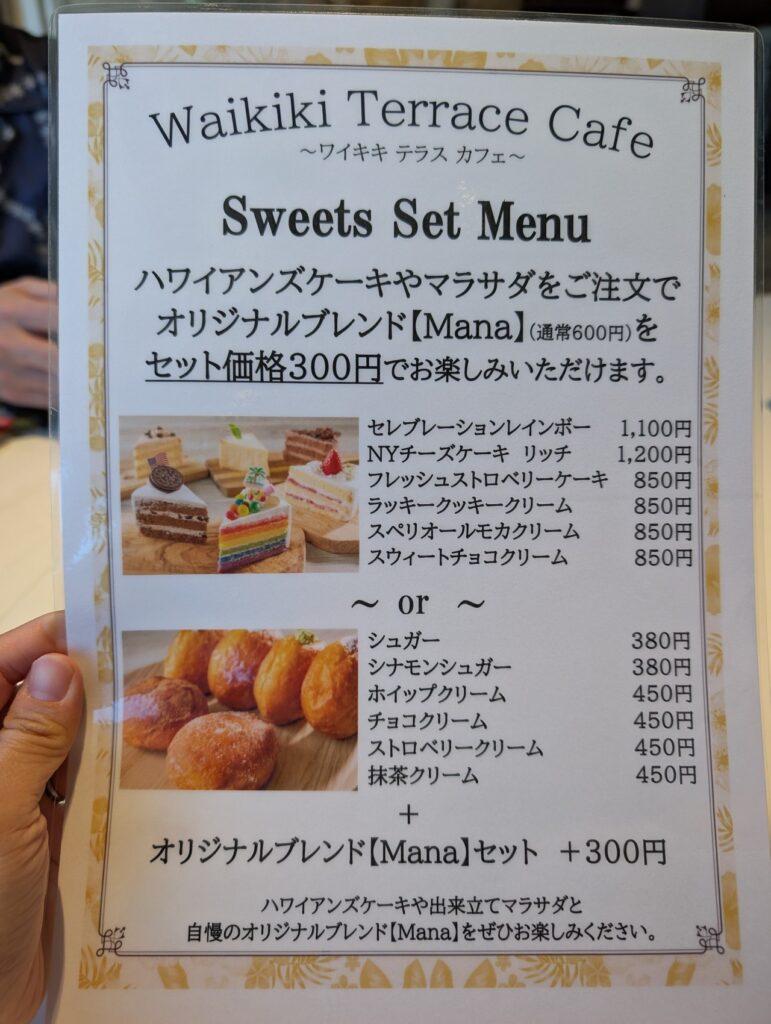 Waikiki Terrace Cafe
～ワイキキ テラス カフェ～
Sweets Set Menu
ハワイアンズケーキやマラサダをご注文で
オリジナルブレンド【Mana】(通常600円)を
セット価格300円でお楽しみいただけます。
セレブレーションレインボー 1,100円
NYチーズケーキ リッチ 1,200円
フレッシュストロベリーケーキ 850円
ラッキークッキークリーム 850円
スペリオールモカクリーム 850円
スウィートチョコクリーム 850円
～ or ～
シュガー 380円
シナモンシュガー 380円
ホイップクリーム 450円
チョコクリーム 450円
ストロベリークリーム 450円
抹茶クリーム 450円
＋
オリジナルブレンド【Mana】セット ＋300円
ハワイアンズケーキや出来立てマラサダと
自慢のオリジナルブレンド【Mana】をぜひお楽しみください。